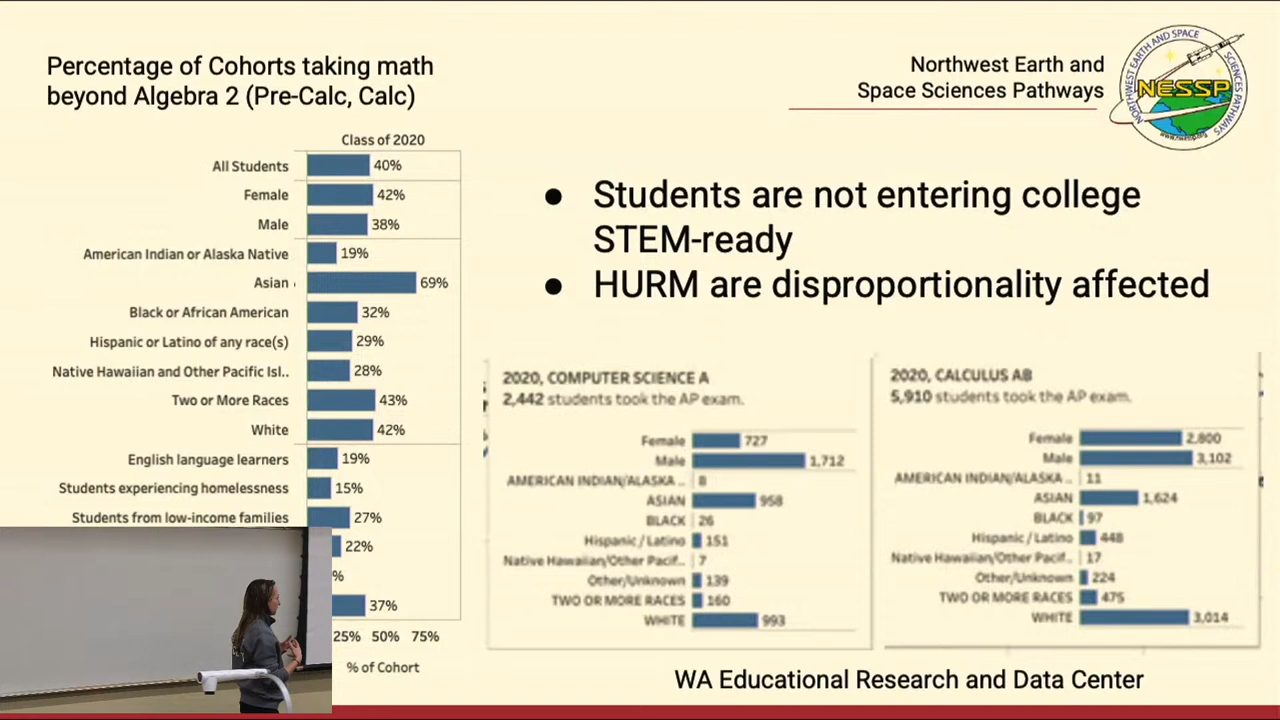 Percentage of Cohorts taking math
beyond Algebra 2 (Pre-Calc, Calc)
Northwest Earth and
Space Sciences Pathways
NORTHWEST EARTH AND SPACE
SCIENCES PATHWAYS
NESSP
www.nwessp.org
Class of 2020
All Students 40%
Female 42%
Male 38%
American Indian or Alaska Native 19%
Asian 69%
Black or African American 32%
Hispanic or Latino of any race(s) 29%
Native Hawaiian and Other Pacific Isl.. 28%
Two or More Races 43%
White 42%
English language learners 19%
Students experiencing homelessness 15%
Students from low-income families 27%
22%
%
37%
25% 50% 75%
% of Cohort
● Students are not entering college
STEM-ready
● HURM are disproportionality affected
2020, COMPUTER SCIENCE A
2,442 students took the AP exam.
Female 727
Male 1,712
AMERICAN INDIAN/ALASKA .. 8
ASIAN 958
BLACK 26
Hispanic / Latino 151
Native Hawaiian/Other Pacif.. 7
Other/Unknown 139
TWO OR MORE RACES 160
WHITE 993
2020, CALCULUS AB
5,910 students took the AP exam.
Female 2,800
Male 3,102
AMERICAN INDIAN/ALASKA .. 11
ASIAN 1,624
BLACK 97
Hispanic / Latino 448
Native Hawaiian/Other Pacif.. 17
Other/Unknown 224
TWO OR MORE RACES 475
WHITE 3,014
WA Educational Research and Data Center